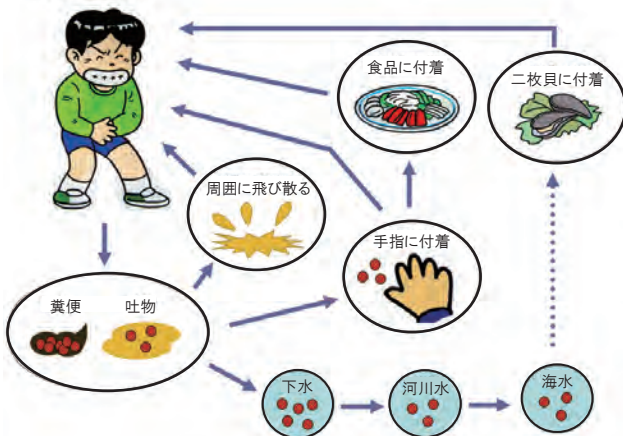 食品に付着
二枚貝に付着
周囲に飛び散る
手指に付着
糞便
吐物
下水
河川水
海水